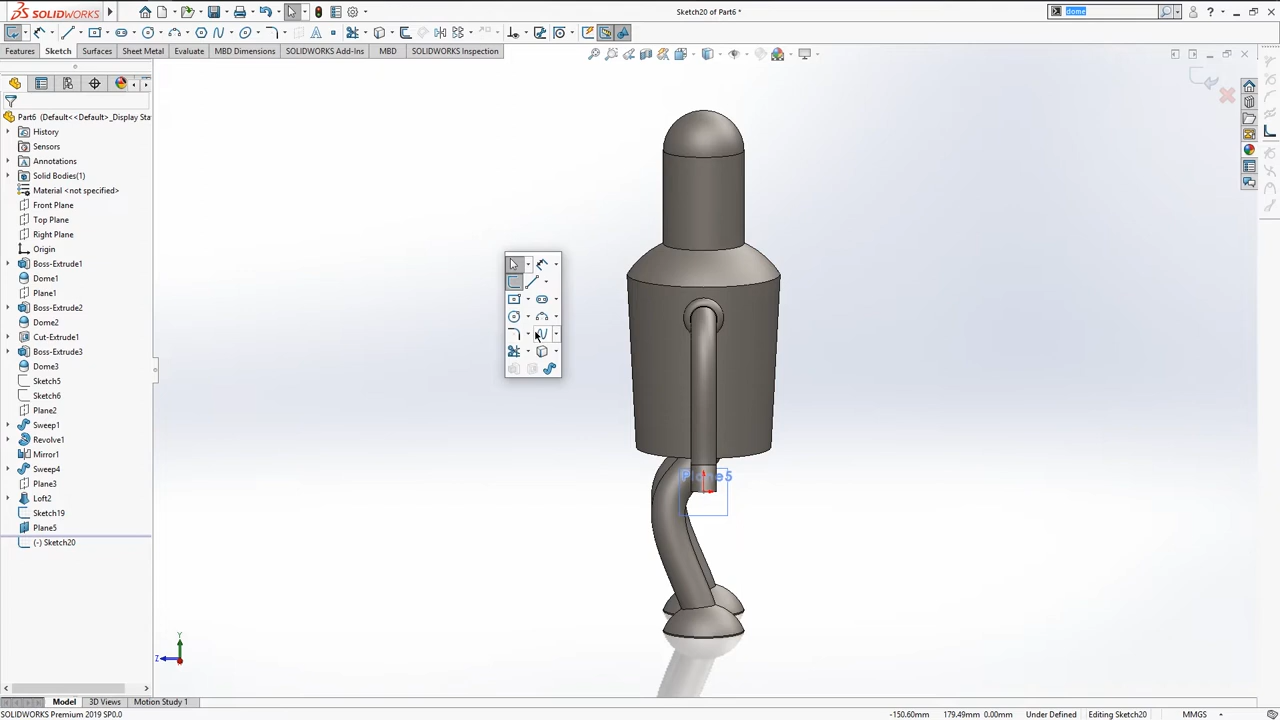 SOLIDWORKS
Sketch20 of Part6 *
dome
Features
Sketch
Surfaces
Sheet Metal
Evaluate
MBD Dimensions
SOLIDWORKS Add-Ins
MBD
SOLIDWORKS Inspection
Part6 (Default<<Default>_Display Sta
History
Sensors
Annotations
Solid Bodies(1)
Material <not specified>
Front Plane
Top Plane
Right Plane
Origin
Boss-Extrude1
Dome1
Plane1
Boss-Extrude2
Dome2
Cut-Extrude1
Boss-Extrude3
Dome3
Sketch5
Sketch6
Plane2
Sweep1
Revolve1
Mirror1
Sweep4
Plane3
Loft2
Sketch19
Plane5
(-) Sketch20
Plane5
Y
Z
Model
3D Views
Motion Study 1
SOLIDWORKS Premium 2019 SP0.0
-150.60mm
179.49mm 0.00mm
Under Defined
Editing Sketch20
MMGS